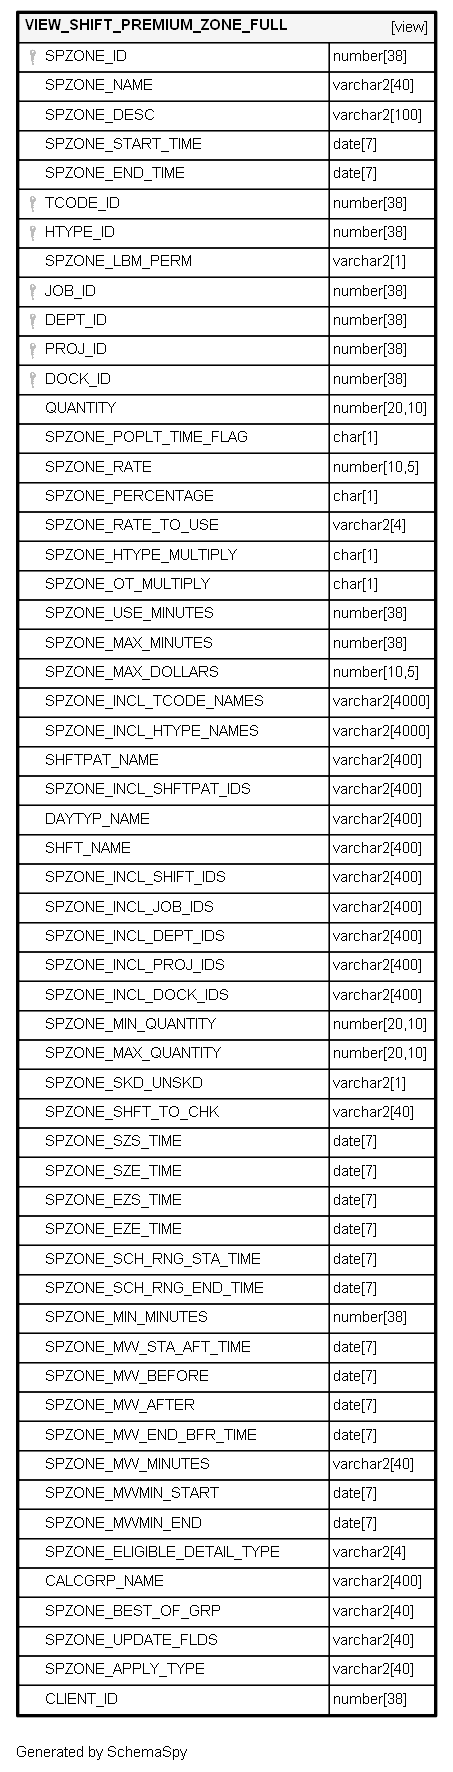 VIEW_SHIFT_PREMIUM_ZONE_FULL [view]
SPZONE_ID number[38]
SPZONE_NAME varchar2[40]
SPZONE_DESC varchar2[100]
SPZONE_START_TIME date[7]
SPZONE_END_TIME date[7]
TCODE_ID number[38]
HTYPE_ID number[38]
SPZONE_LBM_PERM varchar2[1]
JOB_ID number[38]
DEPT_ID number[38]
PROJ_ID number[38]
DOCK_ID number[38]
QUANTITY number[20,10]
SPZONE_POPLT_TIME_FLAG char[1]
SPZONE_RATE number[10,5]
SPZONE_PERCENTAGE char[1]
SPZONE_RATE_TO_USE varchar2[4]
SPZONE_HTYPE_MULTIPLY char[1]
SPZONE_OT_MULTIPLY char[1]
SPZONE_USE_MINUTES number[38]
SPZONE_MAX_MINUTES number[38]
SPZONE_MAX_DOLLARS number[10,5]
SPZONE_INCL_TCODE_NAMES varchar2[4000]
SPZONE_INCL_HTYPE_NAMES varchar2[4000]
SHFTPAT_NAME varchar2[400]
SPZONE_INCL_SHFTPAT_IDS varchar2[400]
DAYTYP_NAME varchar2[400]
SHFT_NAME varchar2[400]
SPZONE_INCL_SHIFT_IDS varchar2[400]
SPZONE_INCL_JOB_IDS varchar2[400]
SPZONE_INCL_DEPT_IDS varchar2[400]
SPZONE_INCL_PROJ_IDS varchar2[400]
SPZONE_INCL_DOCK_IDS varchar2[400]
SPZONE_MIN_QUANTITY number[20,10]
SPZONE_MAX_QUANTITY number[20,10]
SPZONE_SKD_UNSKD varchar2[1]
SPZONE_SHFT_TO_CHK varchar2[40]
SPZONE_SZS_TIME date[7]
SPZONE_SZE_TIME date[7]
SPZONE_EZS_TIME date[7]
SPZONE_EZE_TIME date[7]
SPZONE_SCH_RNG_STA_TIME date[7]
SPZONE_SCH_RNG_END_TIME date[7]
SPZONE_MIN_MINUTES number[38]
SPZONE_MW_STA_AFT_TIME date[7]
SPZONE_MW_BEFORE date[7]
SPZONE_MW_AFTER date[7]
SPZONE_MW_END_BFR_TIME date[7]
SPZONE_MW_MINUTES varchar2[40]
SPZONE_MWMIN_START date[7]
SPZONE_MWMIN_END date[7]
SPZONE_ELIGIBLE_DETAIL_TYPE varchar2[4]
CALCGRP_NAME varchar2[400]
SPZONE_BEST_OF_GRP varchar2[40]
SPZONE_UPDATE_FLDS varchar2[40]
SPZONE_APPLY_TYPE varchar2[40]
CLIENT_ID number[38]
Generated by SchemaSpy